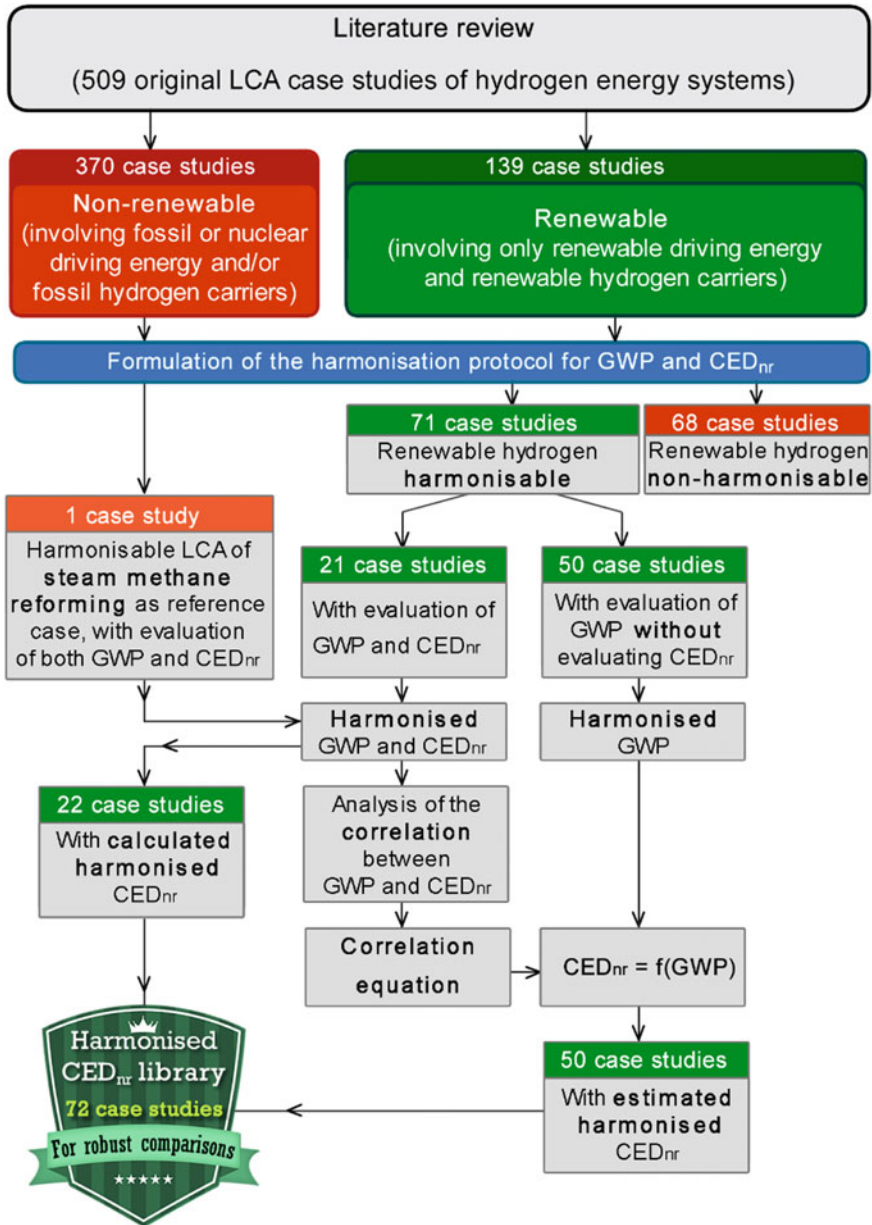 Literature review
(509 original LCA case studies of hydrogen energy systems)
370 case studies
Non-renewable
(involving fossil or nuclear
driving energy and/or
fossil hydrogen carriers)
139 case studies
Renewable
(involving only renewable driving energy
and renewable hydrogen carriers)
Formulation of the harmonisation protocol for GWP and CEDnr
71 case studies
Renewable hydrogen
harmonisable
68 case studies
Renewable hydrogen
non-harmonisable
1 case study
Harmonisable LCA of
steam methane
reforming as reference
case, with evaluation
of both GWP and CEDnr
21 case studies
With evaluation of
GWP and CEDnr
50 case studies
With evaluation of
GWP without
evaluating CEDnr
Harmonised
GWP and CEDnr
Harmonised
GWP
22 case studies
With calculated
harmonised
CEDnr
Analysis of the
correlation
between
GWP and CEDnr
Correlation
equation
CEDnr = f(GWP)
50 case studies
With estimated
harmonised
CEDnr
Harmonised
CEDnr library
72 case studies
For robust comparisons